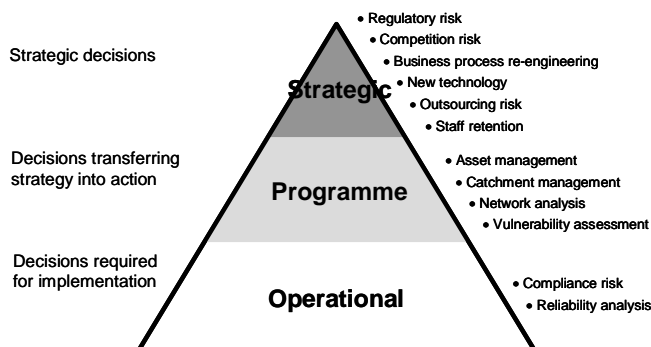 Strategic decisions
Decisions transferring
strategy into action
Decisions required
for implementation
Strategic
Programme
Operational
• Regulatory risk
• Competition risk
• Business process re-engineering
• New technology
• Outsourcing risk
• Staff retention
• Asset management
• Catchment management
• Network analysis
• Vulnerability assessment
• Compliance risk
• Reliability analysis